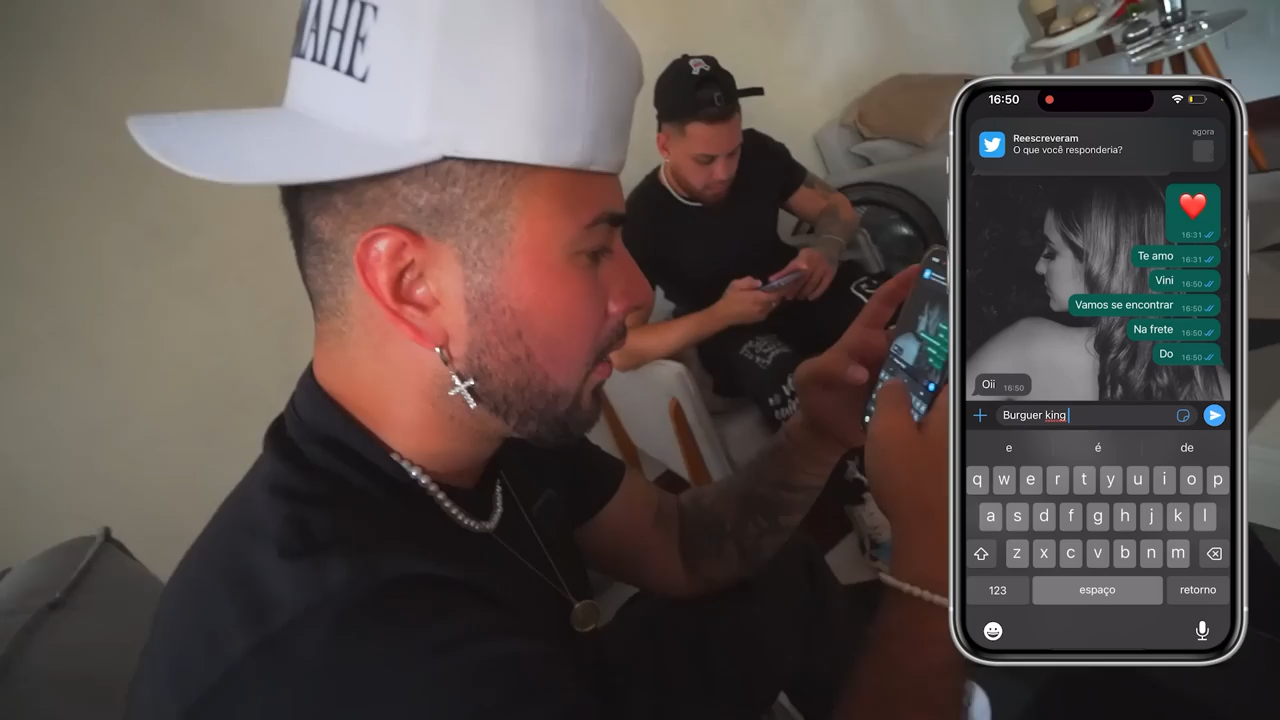 16:50
Reescreveram
agora
O que você responderia?
❤️
16:31
Te amo 16:31
Vini 16:50
Vamos se encontrar 16:50
Na frete 16:50
Do 16:50
Oii 16:50
Burguer king
e é de
q w e r t y u i o p
a s d f g h j k l
z x c v b n m
123 espaço retorno